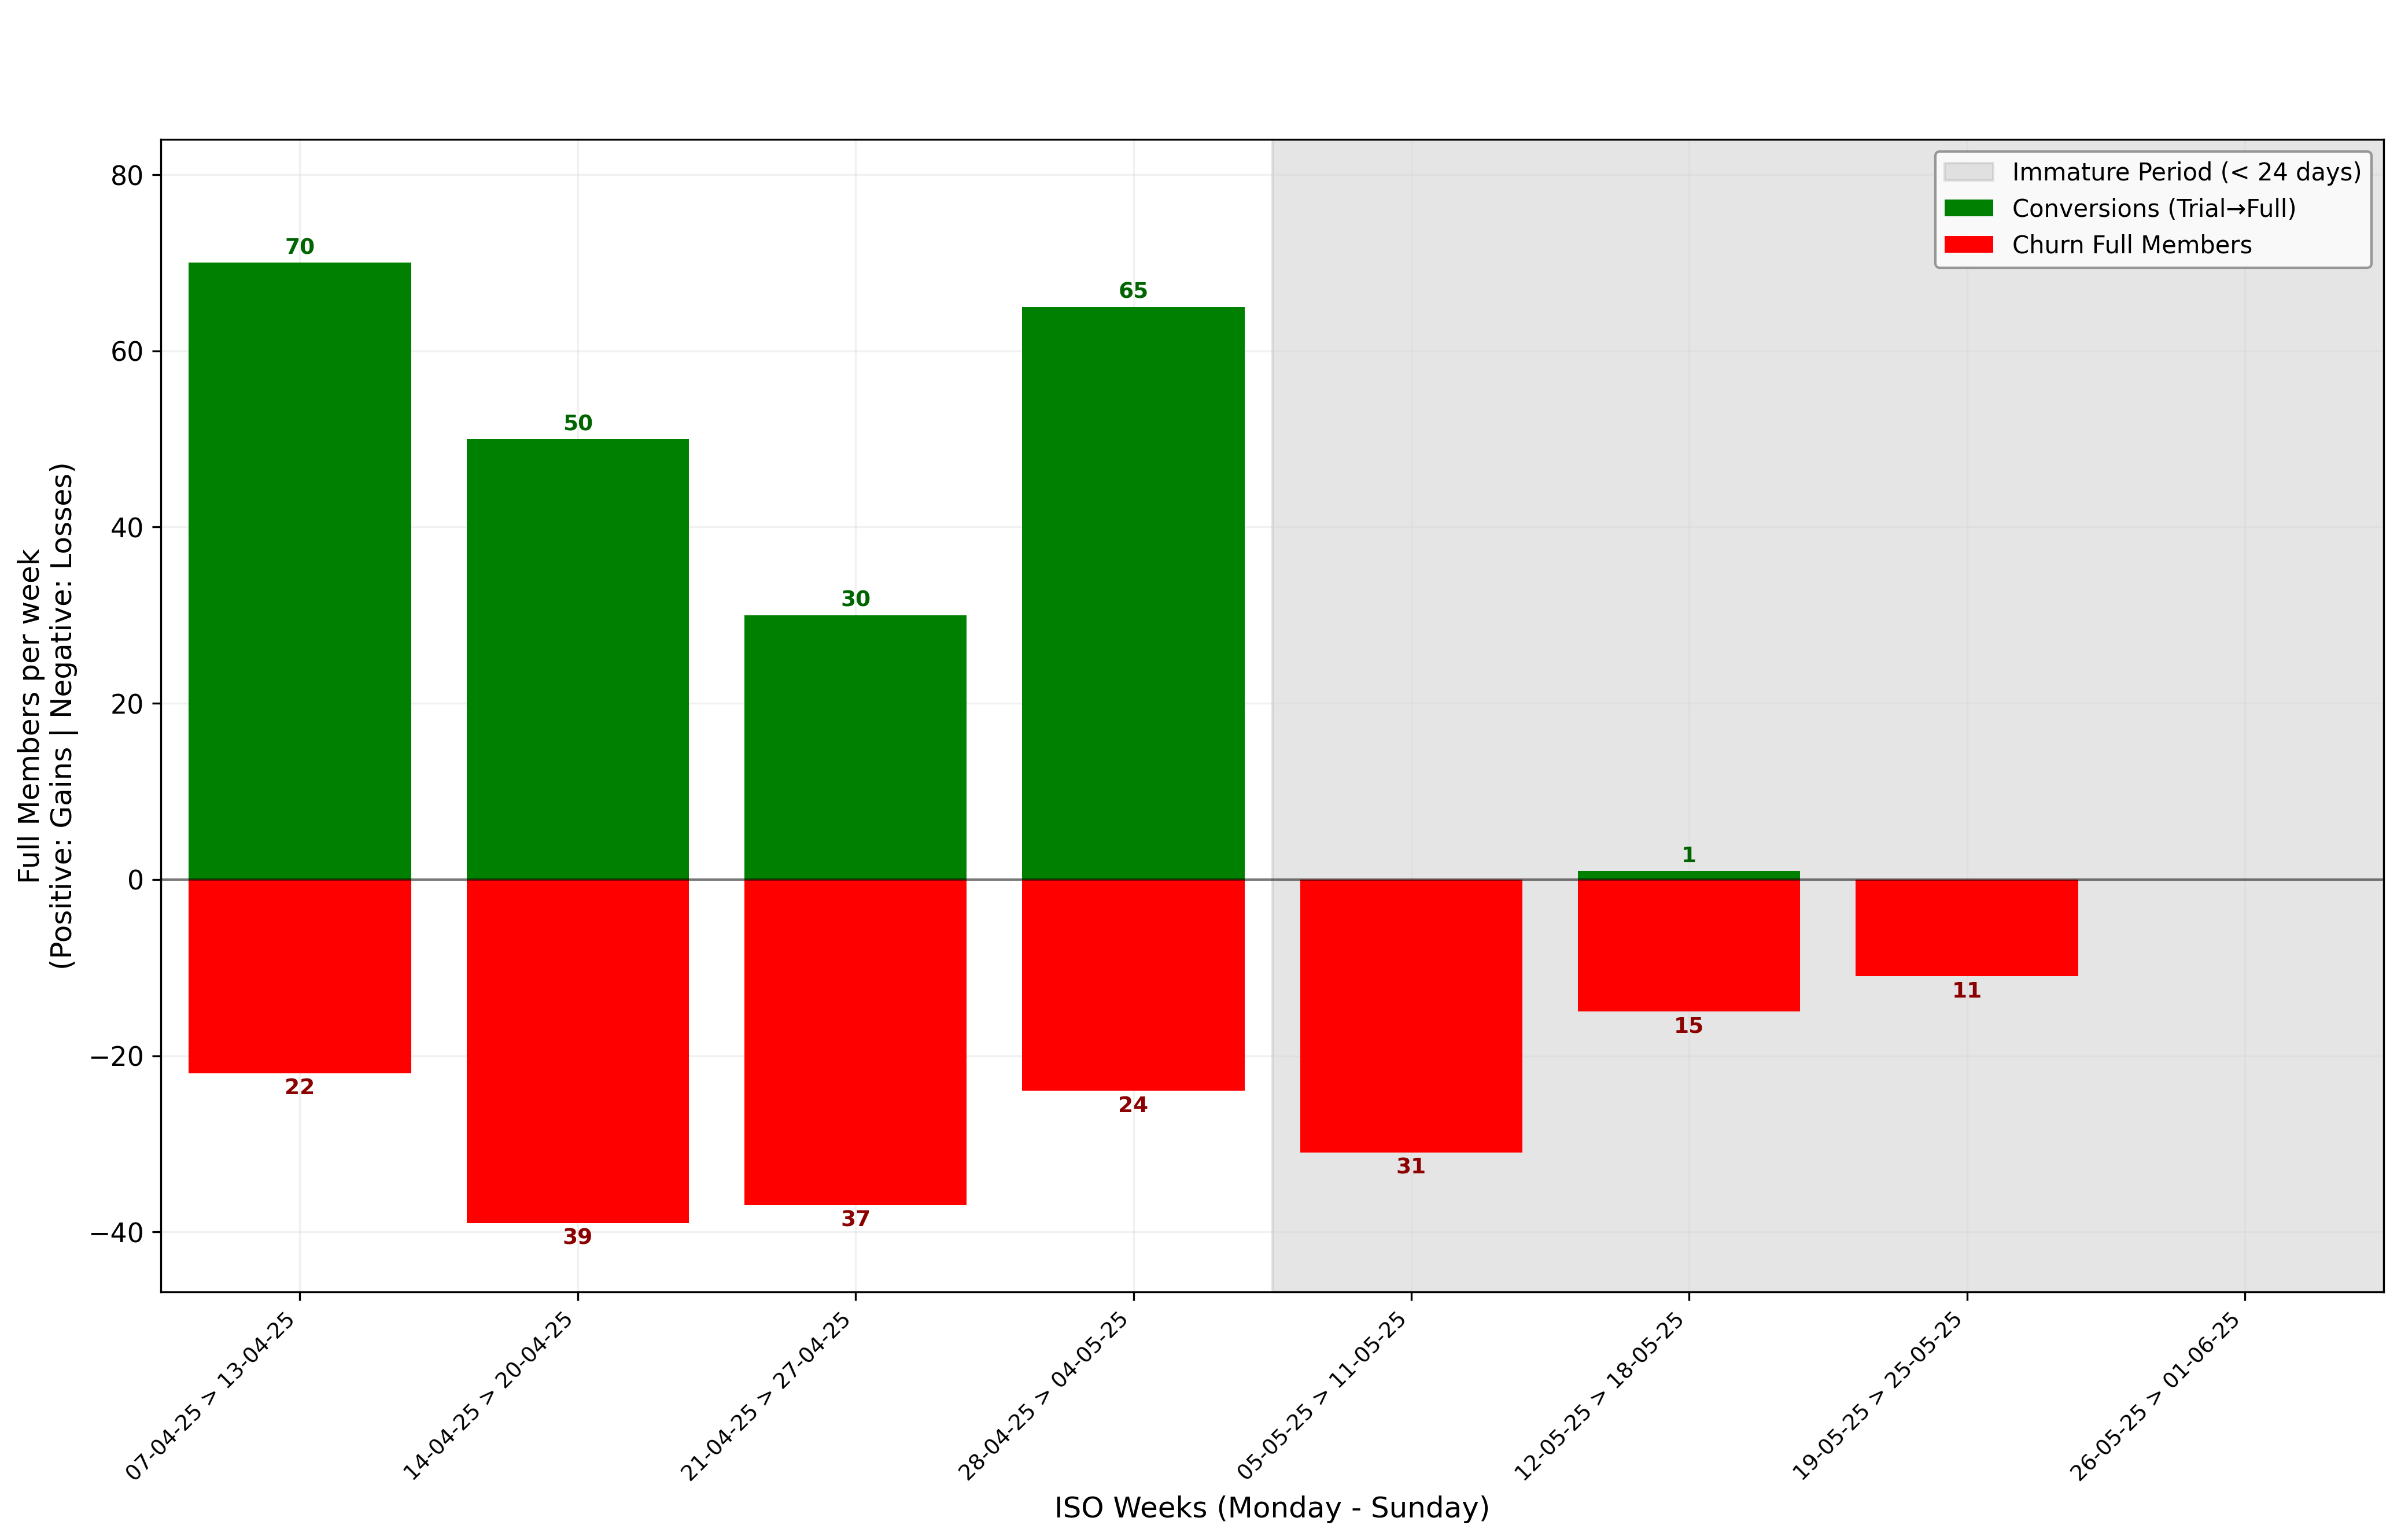 Immature Period (< 24 days)
Conversions (Trial→Full)
Churn Full Members
Full Members per week
(Positive: Gains | Negative: Losses)
80
60
40
20
0
−20
−40
70
50
30
65
1
22
39
37
24
31
15
11
07-04-25 > 13-04-25
14-04-25 > 20-04-25
21-04-25 > 27-04-25
28-04-25 > 04-05-25
05-05-25 > 11-05-25
12-05-25 > 18-05-25
19-05-25 > 25-05-25
26-05-25 > 01-06-25
ISO Weeks (Monday - Sunday)